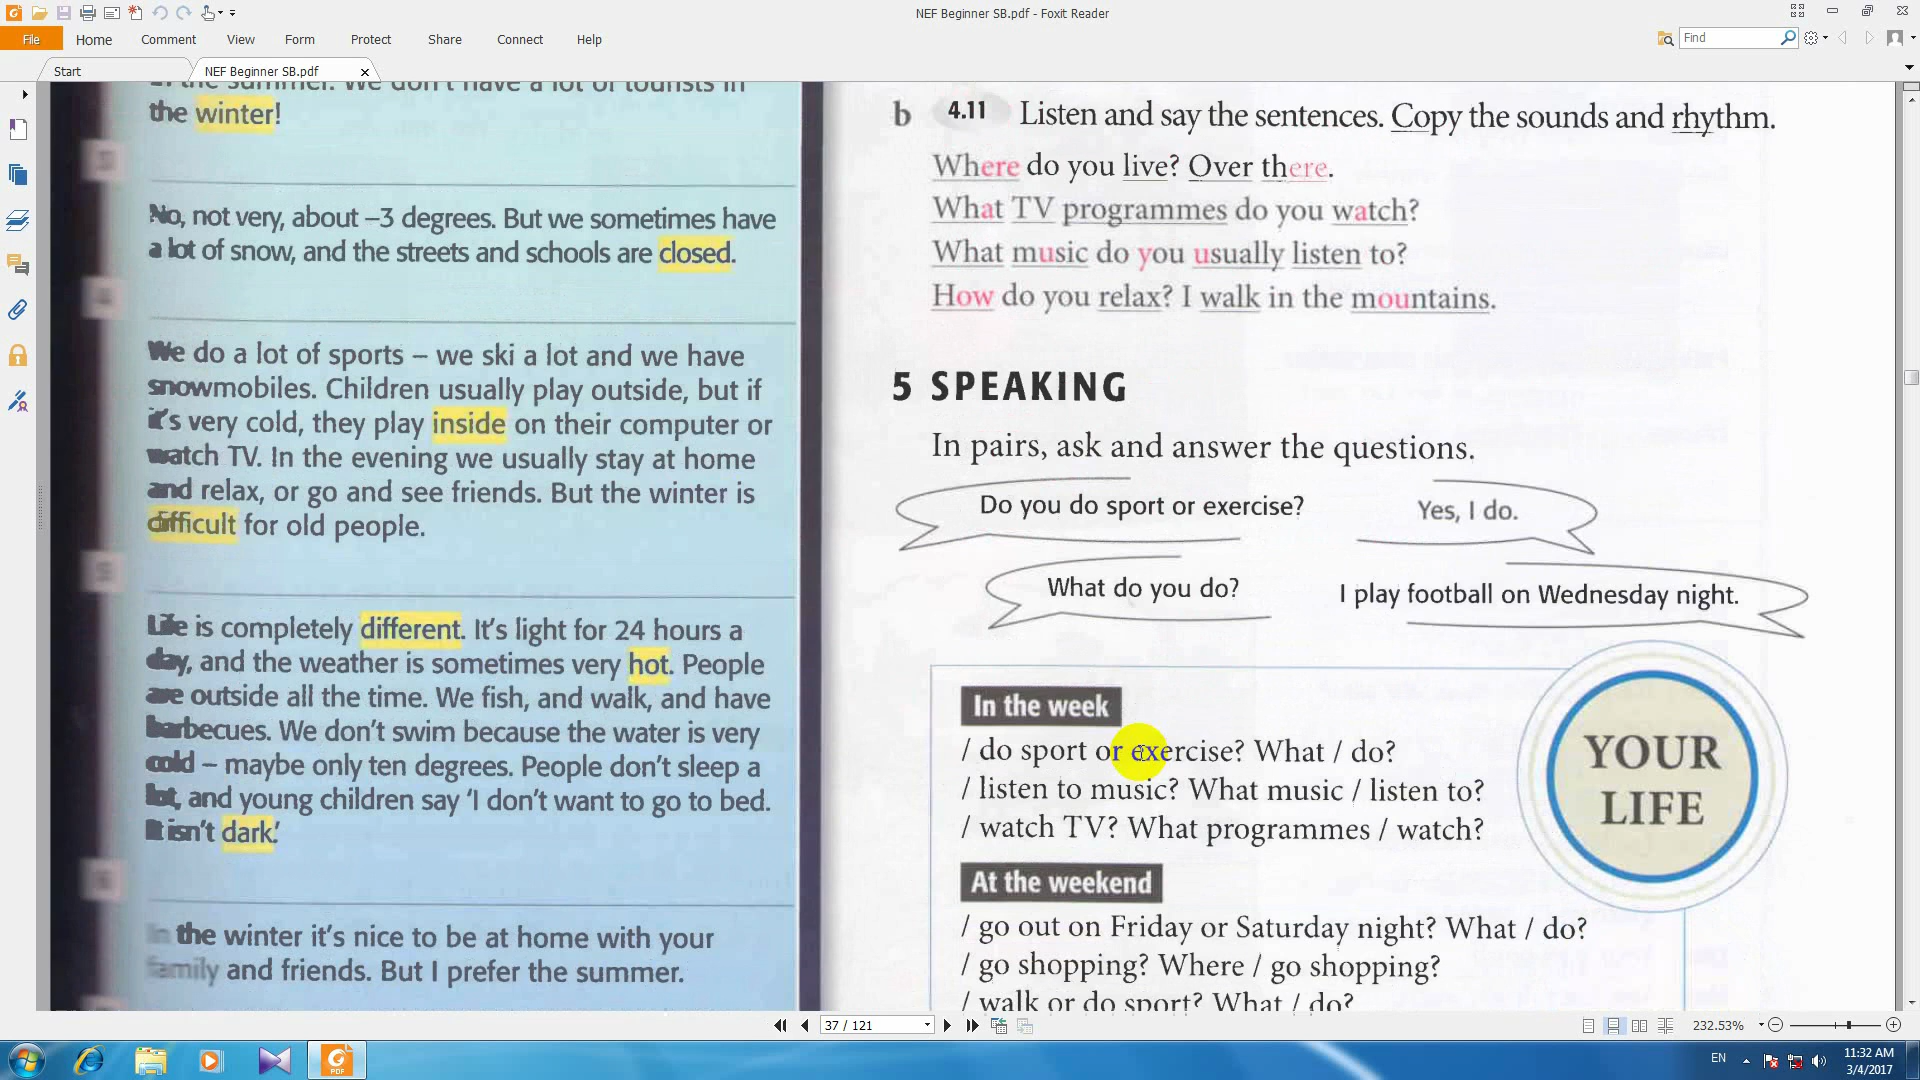 NEF Beginner SB.pdf - Foxit Reader
File Home Comment View Form Protect Share Connect Help
Find
Start
NEF Beginner SB.pdf
in the summer. We don't have a lot of tourists in
the winter!
No, not very, about –3 degrees. But we sometimes have
a lot of snow, and the streets and schools are closed.
We do a lot of sports – we ski a lot and we have
snowmobiles. Children usually play outside, but if
it's very cold, they play inside on their computer or
watch TV. In the evening we usually stay at home
and relax, or go and see friends. But the winter is
difficult for old people.
Life is completely different. It's light for 24 hours a
day, and the weather is sometimes very hot. People
are outside all the time. We fish, and walk, and have
barbecues. We don't swim because the water is very
cold – maybe only ten degrees. People don't sleep a
lot, and young children say 'I don't want to go to bed.
It isn't dark.'
In the winter it's nice to be at home with your
family and friends. But I prefer the summer.
b 4.11 Listen and say the sentences. Copy the sounds and rhythm.
Where do you live? Over there.
What TV programmes do you watch?
What music do you usually listen to?
How do you relax? I walk in the mountains.
5 SPEAKING
In pairs, ask and answer the questions.
Do you do sport or exercise?
Yes, I do.
What do you do?
I play football on Wednesday night.
In the week
/ do sport or exercise? What / do?
/ listen to music? What music / listen to?
/ watch TV? What programmes / watch?
YOUR
LIFE
At the weekend
/ go out on Friday or Saturday night? What / do?
/ go shopping? Where / go shopping?
/ walk or do sport? What / do?
37 / 121
232.53%
PDF
EN
11:32 AM
3/4/2017